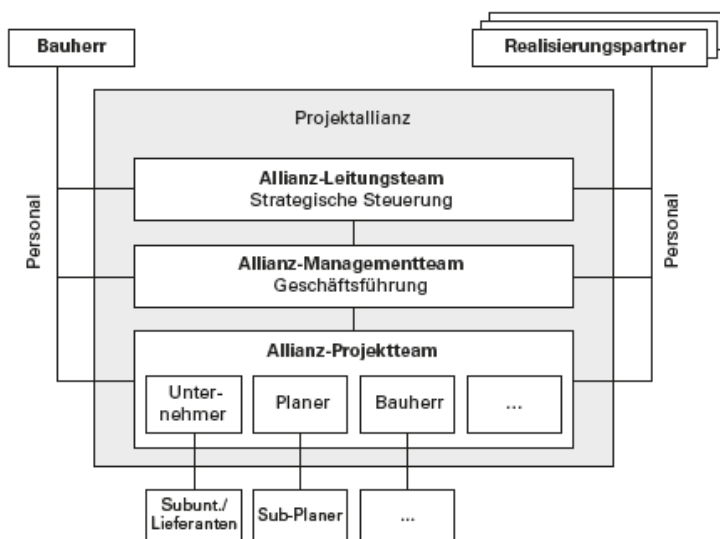 Bauherr
Realisierungspartner
Projektallianz
Allianz-Leitungsteam
Strategische Steuerung
Personal
Personal
Allianz-Managementteam
Geschäftsführung
Allianz-Projektteam
Unter-
nehmer
Planer
Bauherr
...
Subunt./
Lieferanten
Sub-Planer
...